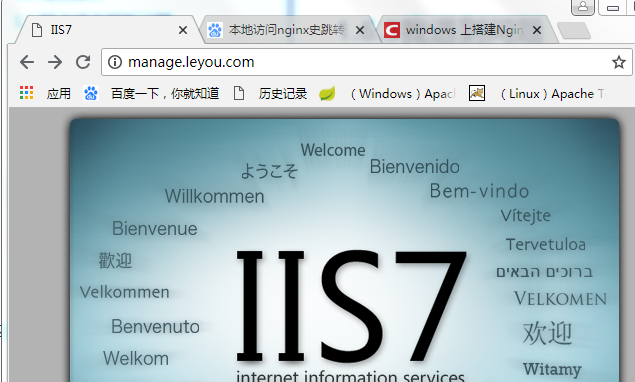 IIS7
本地访问nginx史跳转
windows 上搭建Ngin
manage.leyou.com
应用
百度一下，你就知道
历史记录
（Windows）Apac
（Linux）Apache T
Welcome
ようこそ
Bienvenido
Willkommen
Bem-vindo
Vítejte
Bienvenue
Tervetuloa
歡迎
ברוכים הבאים
Velkommen
VELKOMEN
IIS7
Benvenuto
欢迎
Welkom
Witamy
internet information services